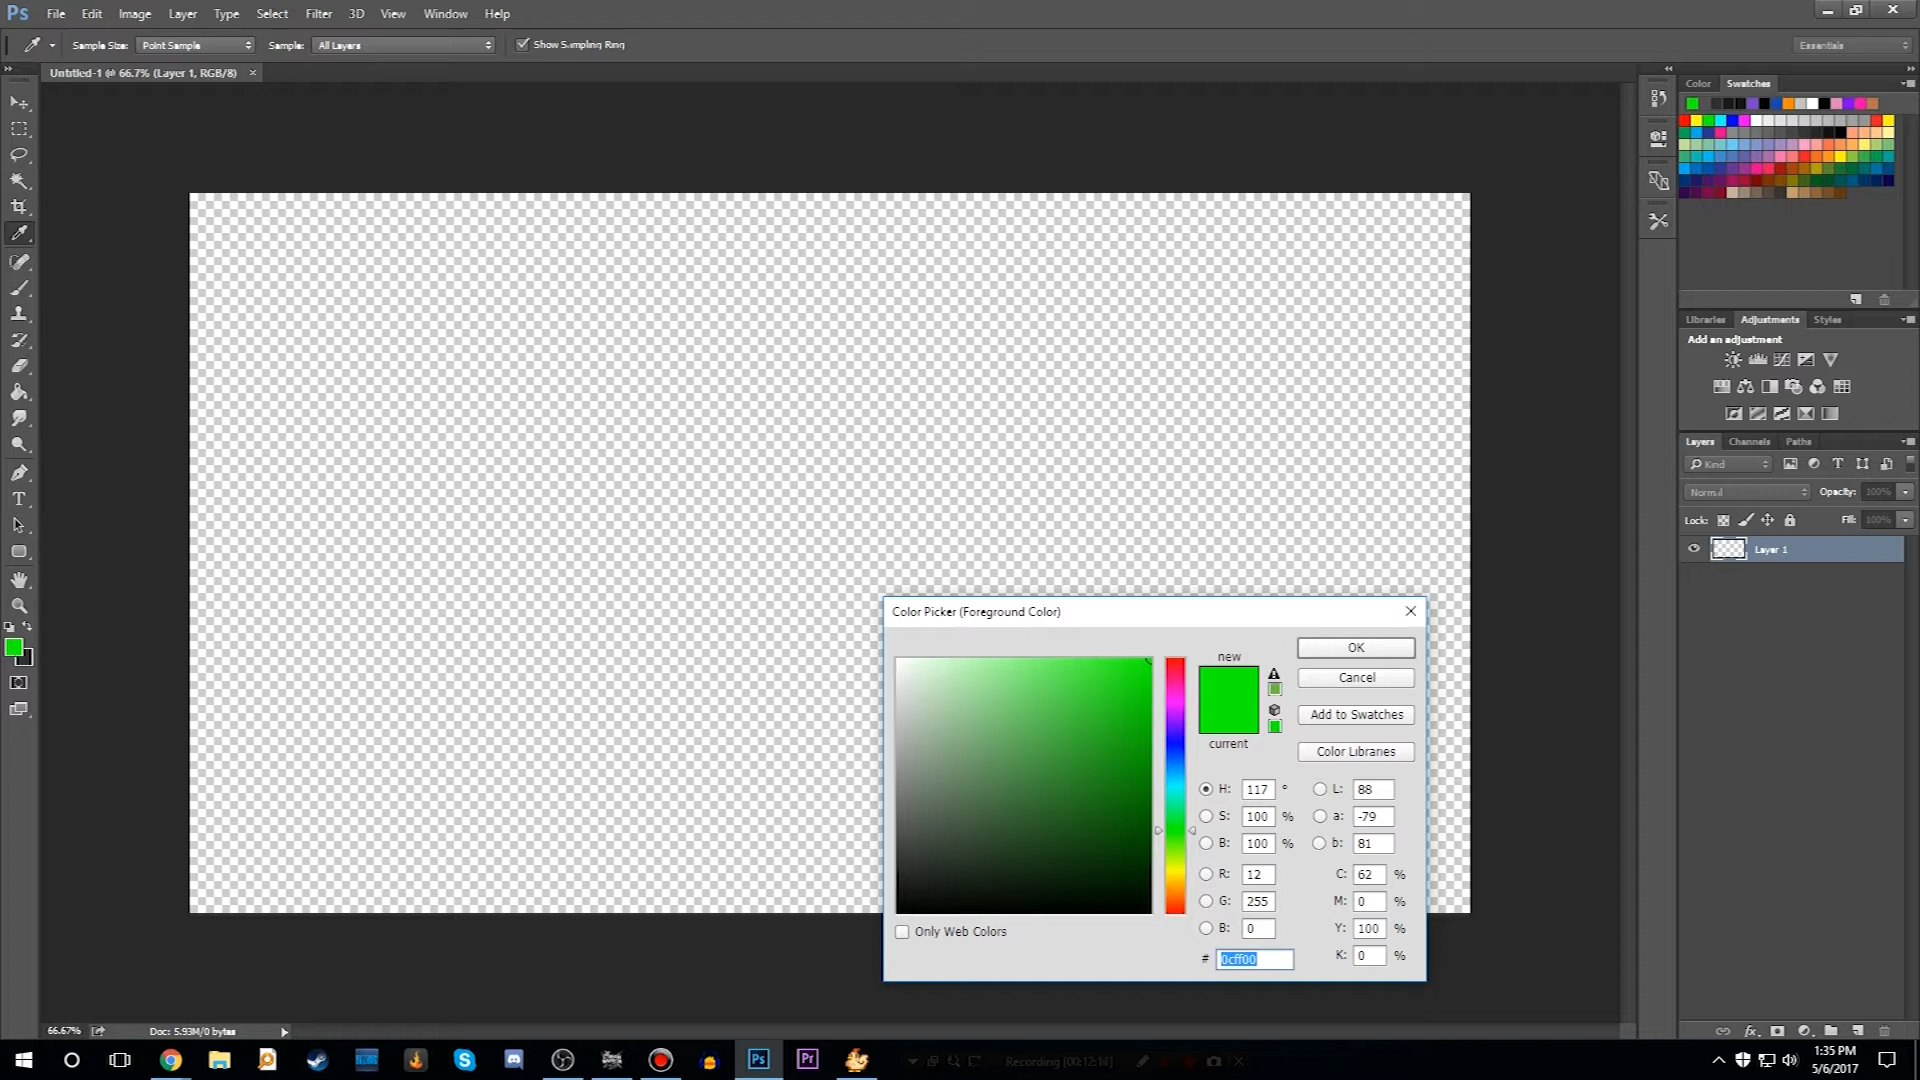 Ps File Edit Image Layer Type Select Filter 3D View Window Help
Sample Size: Point Sample Sample: All Layers Show Sampling Ring Essentials
Untitled-1 @ 66.7% (Layer 1, RGB/8) ×
Color Swatches
Libraries Adjustments Styles
Add an adjustment
Layers Channels Paths
Kind
Normal Opacity: 100%
Lock: Fill: 100%
Layer 1
Color Picker (Foreground Color)
new
current
OK
Cancel
Add to Swatches
Color Libraries
H: 117 ° L: 88
S: 100 % a: -79
B: 100 % b: 81
R: 12 C: 62 %
G: 255 M: 0 %
B: 0 Y: 100 %
# 0cff00 K: 0 %
Only Web Colors
66.67% Doc: 5.93M/0 bytes
fx
Ps Pr
Recording [00:12:14]
1:35 PM
5/6/2017